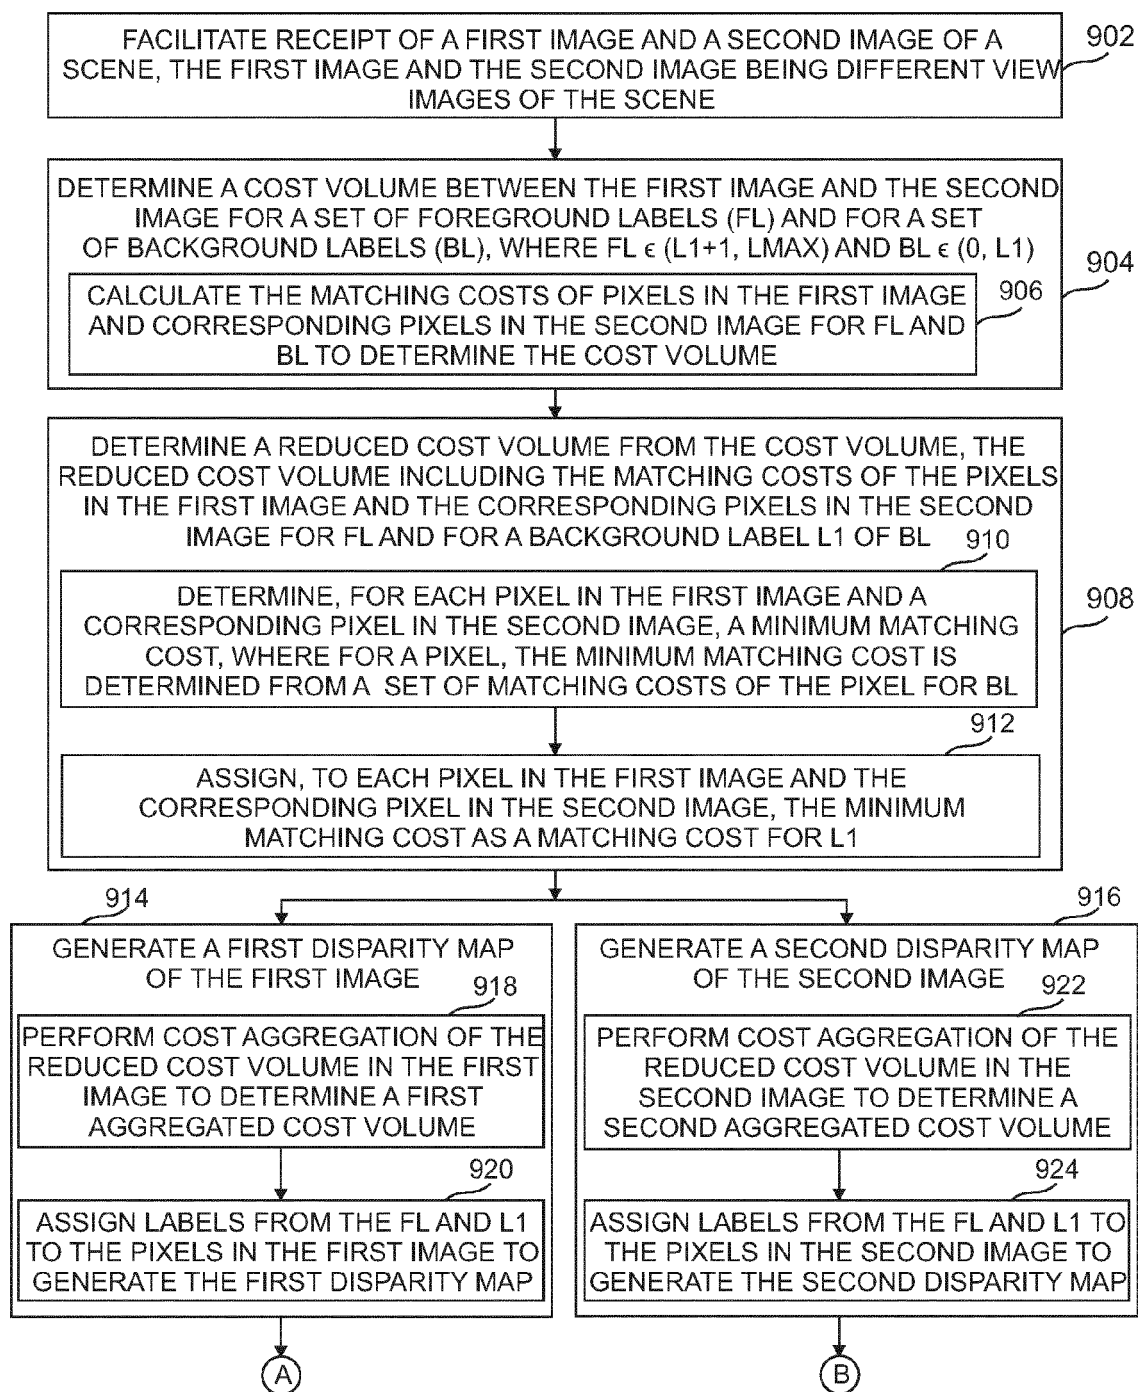 FACILITATE RECEIPT OF A FIRST IMAGE AND A SECOND IMAGE OF A
SCENE, THE FIRST IMAGE AND THE SECOND IMAGE BEING DIFFERENT VIEW
IMAGES OF THE SCENE
902
DETERMINE A COST VOLUME BETWEEN THE FIRST IMAGE AND THE SECOND
IMAGE FOR A SET OF FOREGROUND LABELS (FL) AND FOR A SET
OF BACKGROUND LABELS (BL), WHERE FL ϵ (L1+1, LMAX) AND BL ϵ (0, L1)
904
906
CALCULATE THE MATCHING COSTS OF PIXELS IN THE FIRST IMAGE
AND CORRESPONDING PIXELS IN THE SECOND IMAGE FOR FL AND
BL TO DETERMINE THE COST VOLUME
DETERMINE A REDUCED COST VOLUME FROM THE COST VOLUME, THE
REDUCED COST VOLUME INCLUDING THE MATCHING COSTS OF THE PIXELS
IN THE FIRST IMAGE AND THE CORRESPONDING PIXELS IN THE SECOND
IMAGE FOR FL AND FOR A BACKGROUND LABEL L1 OF BL
908
910
DETERMINE, FOR EACH PIXEL IN THE FIRST IMAGE AND A
CORRESPONDING PIXEL IN THE SECOND IMAGE, A MINIMUM MATCHING
COST, WHERE FOR A PIXEL, THE MINIMUM MATCHING COST IS
DETERMINED FROM A SET OF MATCHING COSTS OF THE PIXEL FOR BL
912
ASSIGN, TO EACH PIXEL IN THE FIRST IMAGE AND THE
CORRESPONDING PIXEL IN THE SECOND IMAGE, THE MINIMUM
MATCHING COST AS A MATCHING COST FOR L1
914
GENERATE A FIRST DISPARITY MAP
OF THE FIRST IMAGE
918
PERFORM COST AGGREGATION OF THE
REDUCED COST VOLUME IN THE FIRST
IMAGE TO DETERMINE A FIRST
AGGREGATED COST VOLUME
920
ASSIGN LABELS FROM THE FL AND L1
TO THE PIXELS IN THE FIRST IMAGE TO
GENERATE THE FIRST DISPARITY MAP
A
916
GENERATE A SECOND DISPARITY MAP
OF THE SECOND IMAGE
922
PERFORM COST AGGREGATION OF THE
REDUCED COST VOLUME IN THE
SECOND IMAGE TO DETERMINE A
SECOND AGGREGATED COST VOLUME
924
ASSIGN LABELS FROM THE FL AND L1 TO
THE PIXELS IN THE SECOND IMAGE TO
GENERATE THE SECOND DISPARITY MAP
B